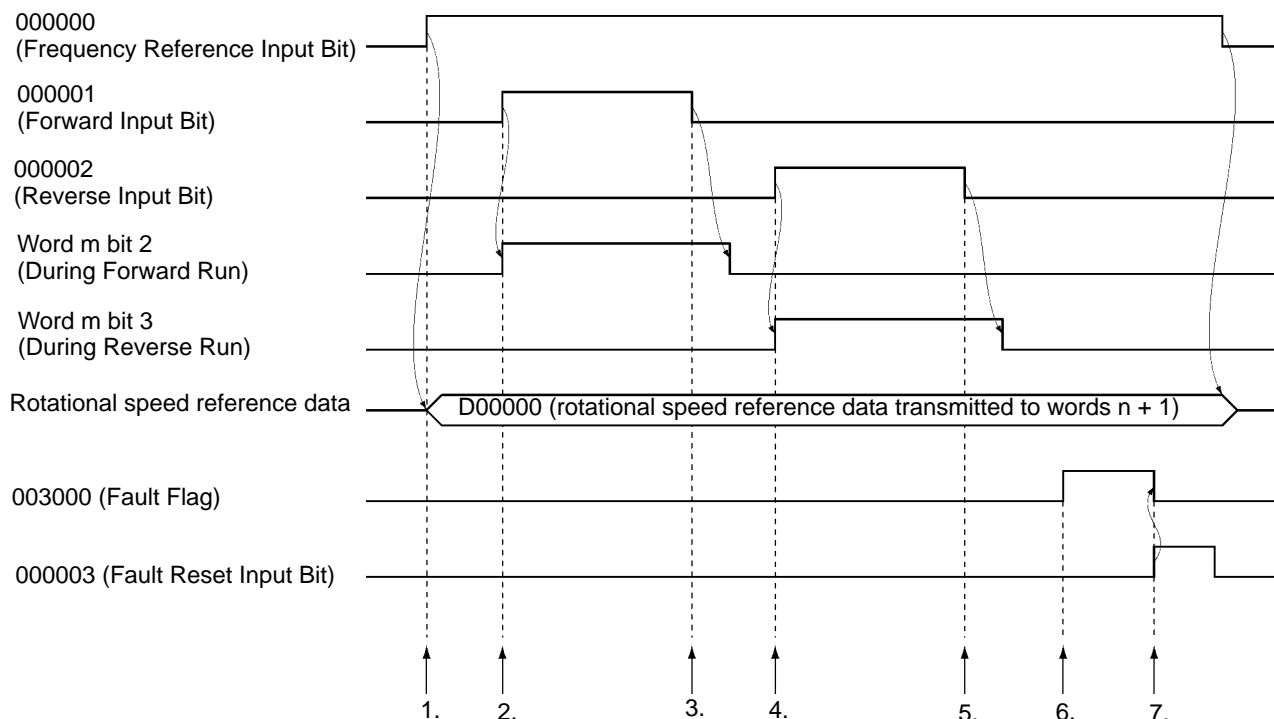 000000
(Frequency Reference Input Bit)
000001
(Forward Input Bit)
000002
(Reverse Input Bit)
Word m bit 2
(During Forward Run)
Word m bit 3
(During Reverse Run)
Rotational speed reference data
D00000 (rotational speed reference data transmitted to words n + 1)
003000 (Fault Flag)
000003 (Fault Reset Input Bit)
1. 2. 3. 4. 5. 6. 7.